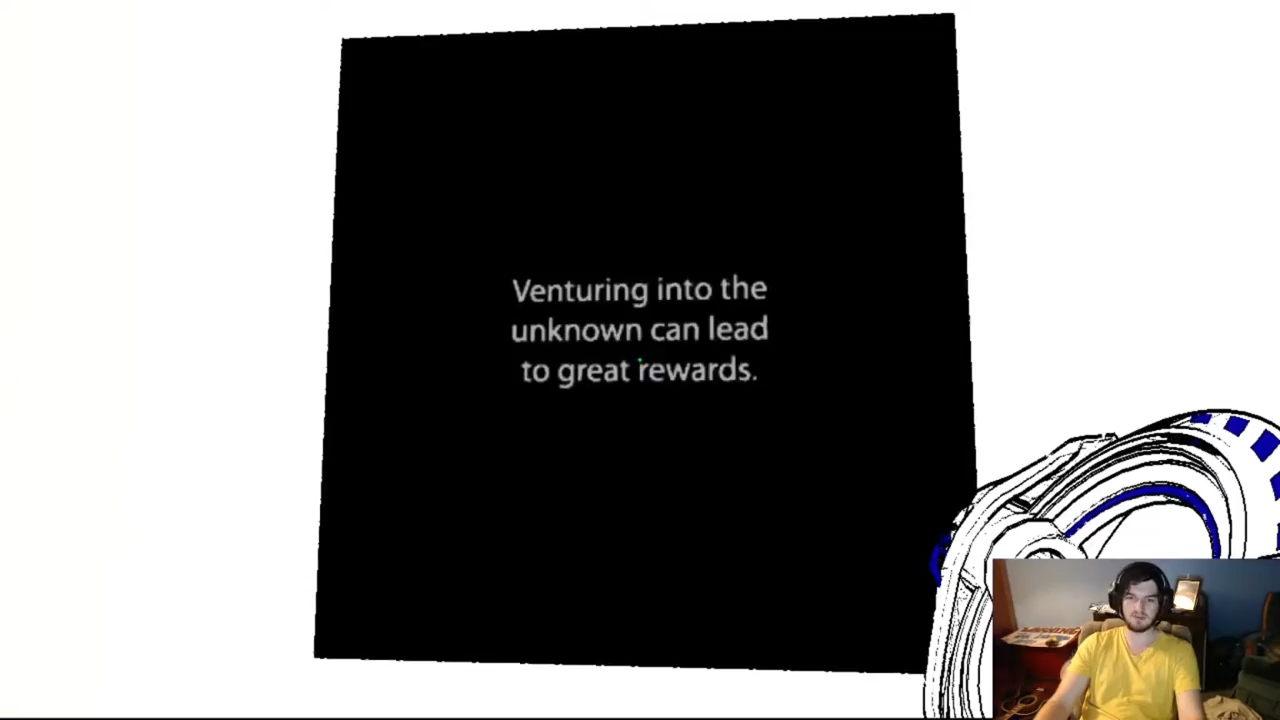 Venturing into the
unknown can lead
to great rewards.